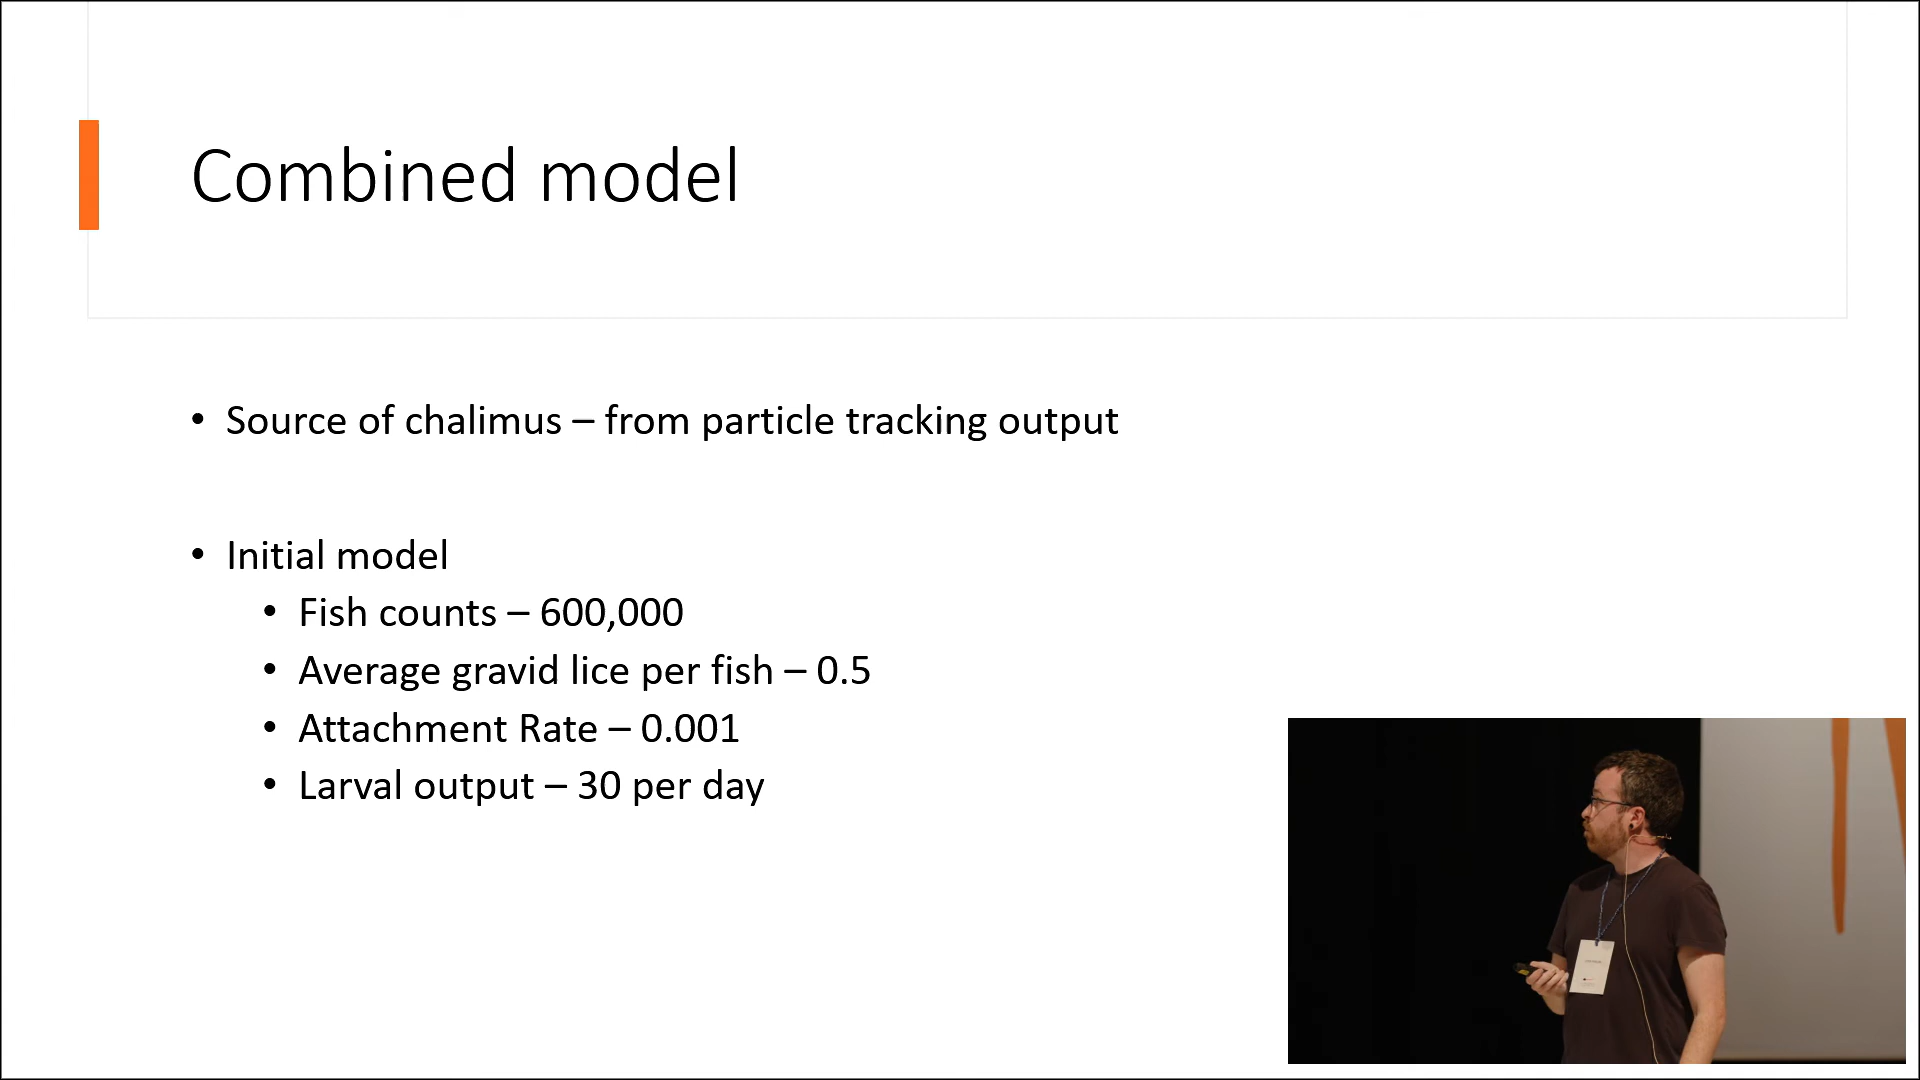 Combined model
• Source of chalimus – from particle tracking output
• Initial model
• Fish counts – 600,000
• Average gravid lice per fish – 0.5
• Attachment Rate – 0.001
• Larval output – 30 per day